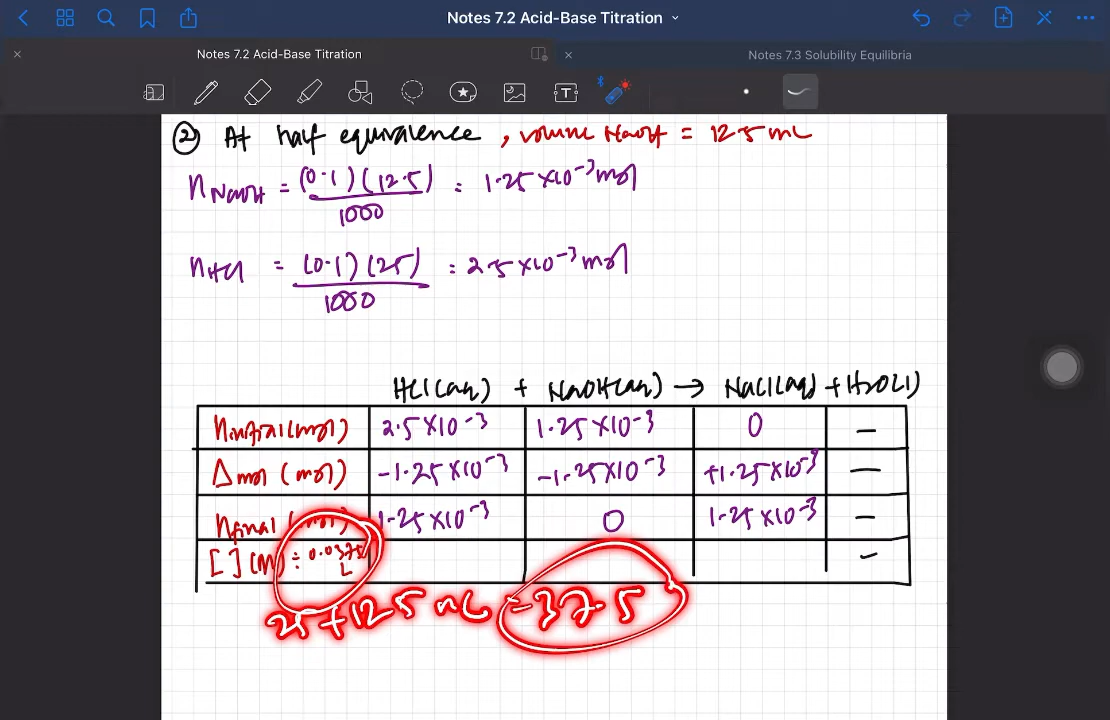 Notes 7.2 Acid-Base Titration
Notes 7.2 Acid-Base Titration
Notes 7.3 Solubility Equilibria
② At half equivalence, volume NaOH = 12.5 mL
nNaOH = (0.1)(12.5) / 1000 = 1.25 × 10⁻³ mol
nHCl = (0.1)(25) / 1000 = 2.5 × 10⁻³ mol
HCl(aq) + NaOH(aq) → NaCl(aq) + H2O(l)
ninitial (mol) 2.5 × 10⁻³ 1.25 × 10⁻³ 0 –
Δmol (mol) -1.25 × 10⁻³ -1.25 × 10⁻³ +1.25 × 10⁻³ –
nfinal (mol) 1.25 × 10⁻³ 0 1.25 × 10⁻³ –
[ ] (M) ÷ 0.0375 L –
25 + 12.5 mL = 37.5